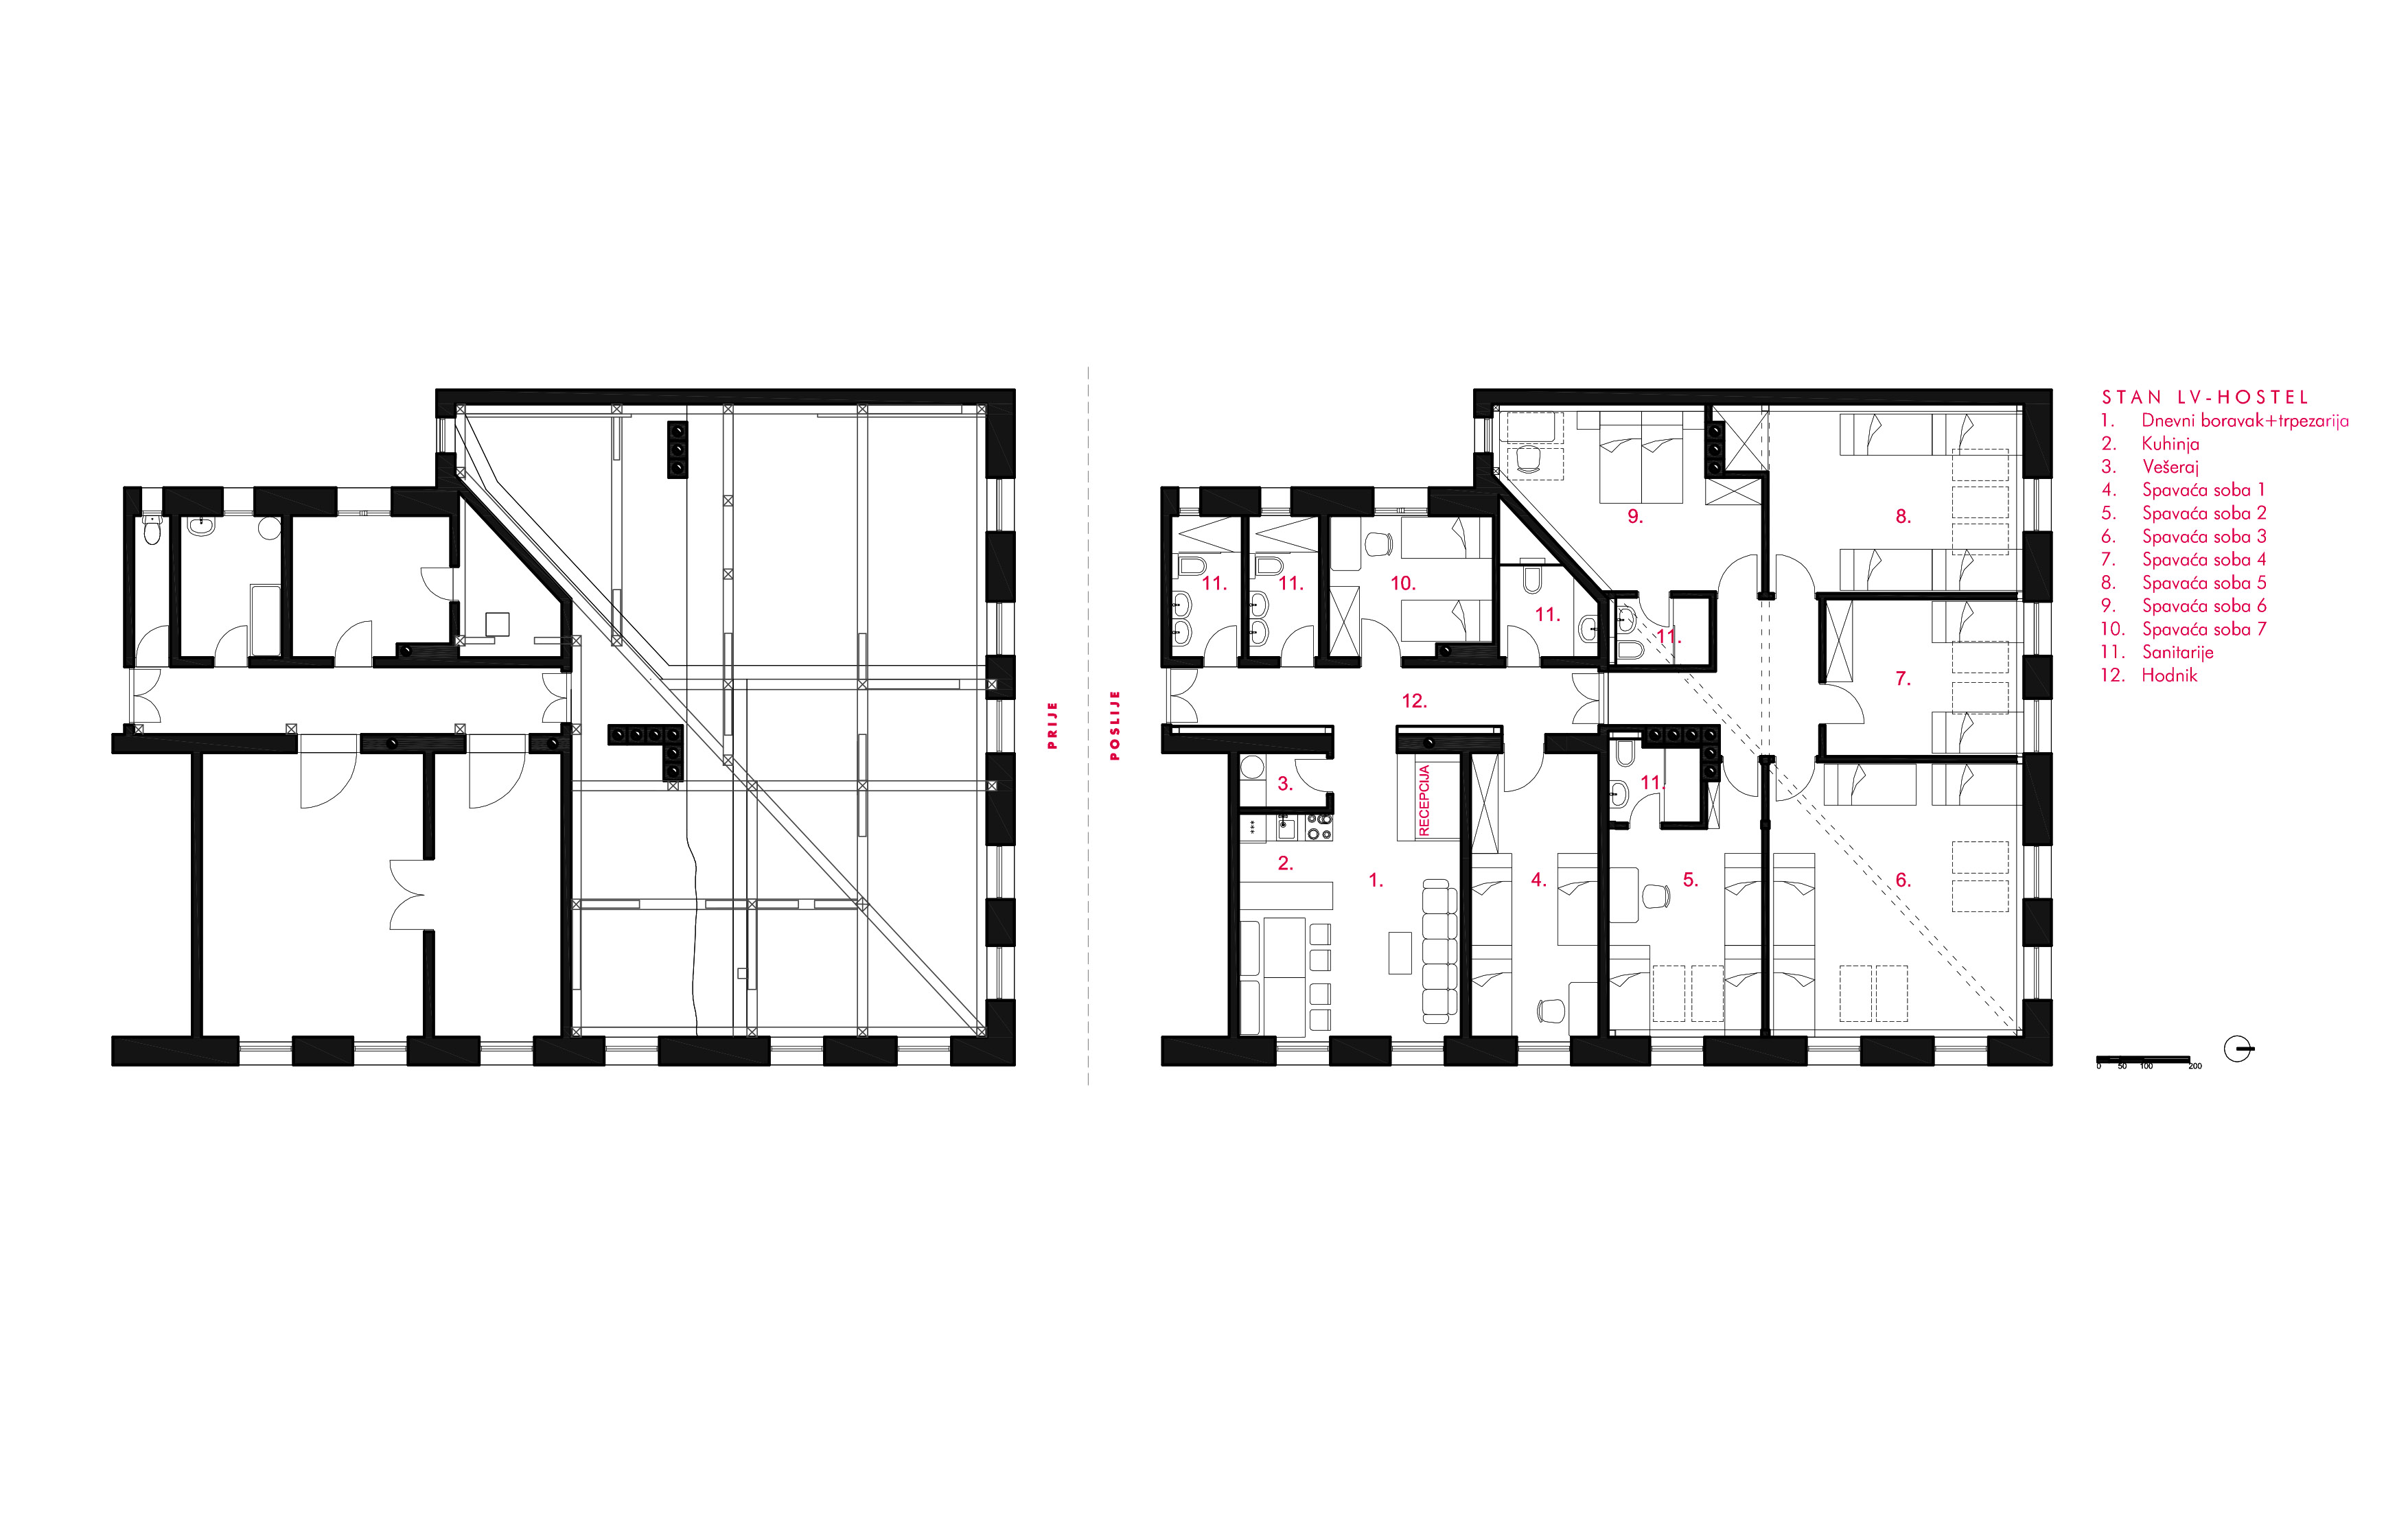 PRIJE
POSLIJE
9.
8.
11.
11.
10.
11.
11.
7.
12.
3.
RECEPCIJA
11.
2.
1.
4.
5.
6.
STAN LV-HOSTEL
1. Dnevni boravak+trpezarija
2. Kuhinja
3. Vešeraj
4. Spavaća soba 1
5. Spavaća soba 2
6. Spavaća soba 3
7. Spavaća soba 4
8. Spavaća soba 5
9. Spavaća soba 6
10. Spavaća soba 7
11. Sanitarije
12. Hodnik
0 50 100 200